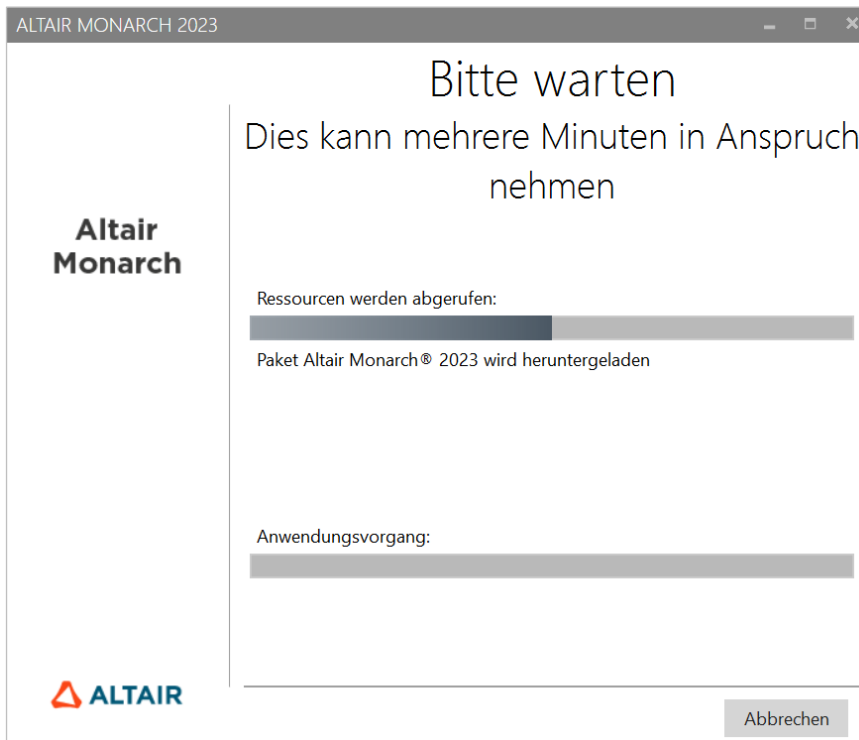 ALTAIR MONARCH 2023
Bitte warten
Dies kann mehrere Minuten in Anspruch
nehmen
Altair
Monarch
Ressourcen werden abgerufen:
Paket Altair Monarch® 2023 wird heruntergeladen
Anwendungsvorgang:
ALTAIR
Abbrechen